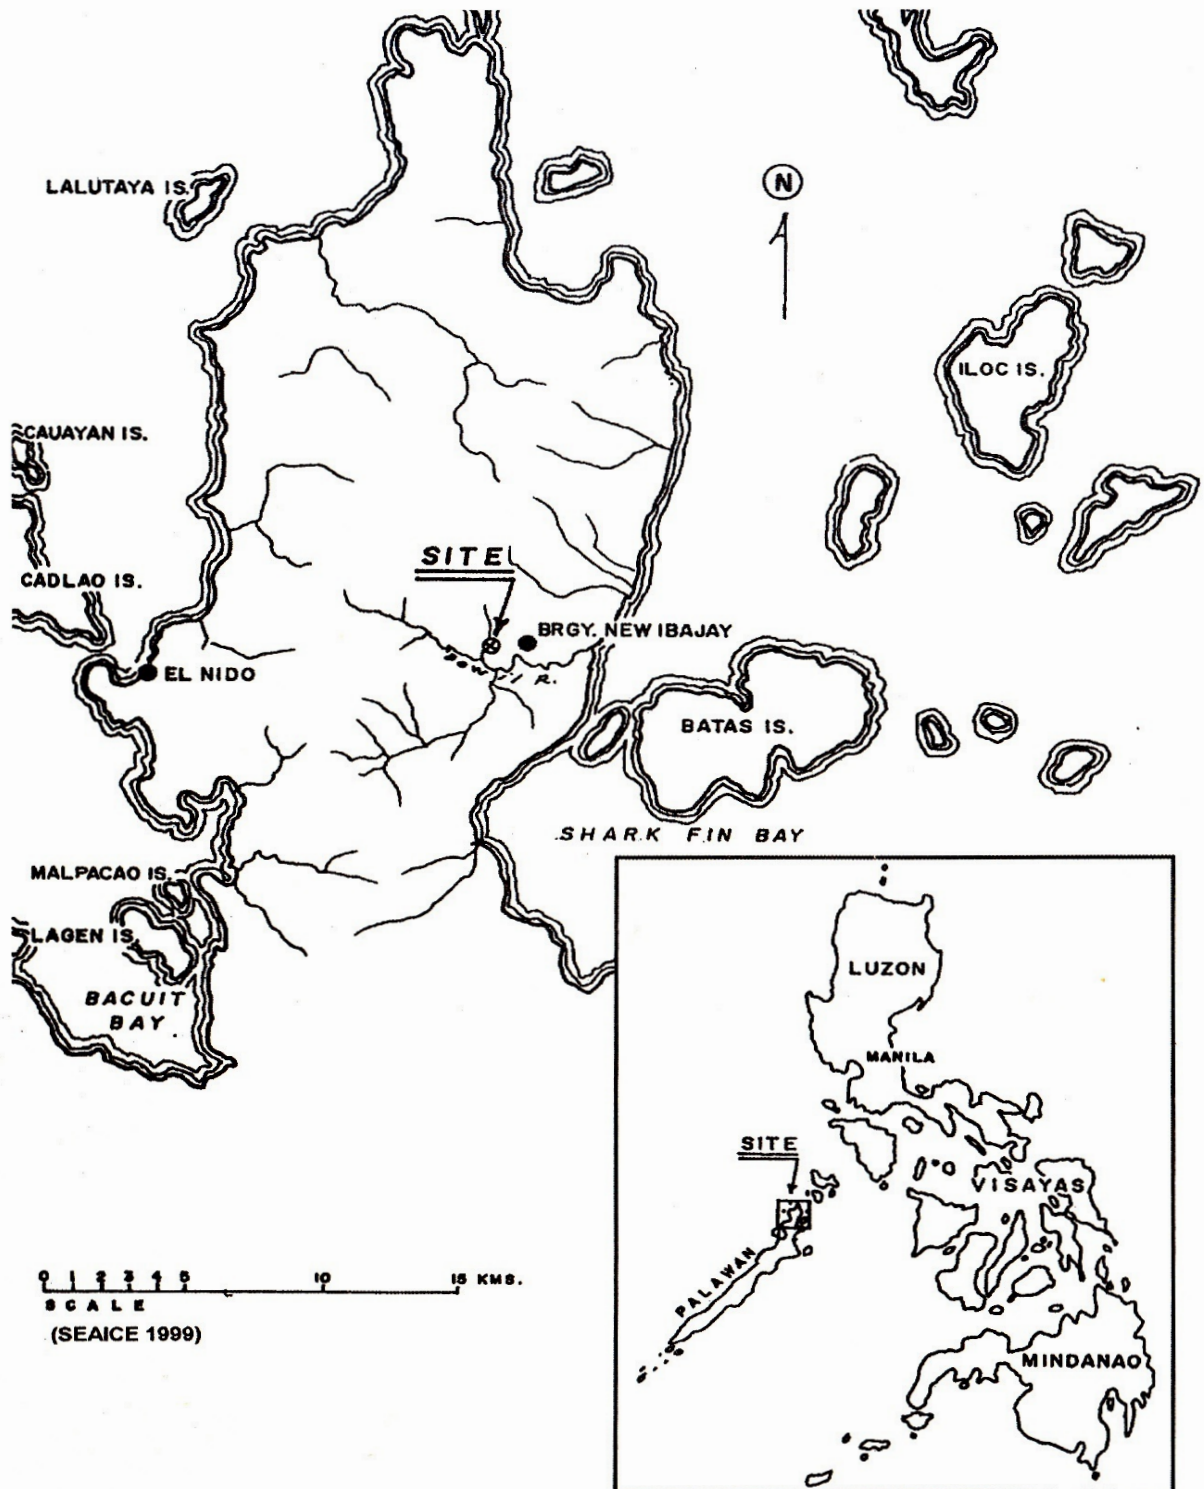 N
LALUTAYA IS.
ILOC IS.
CAUAYAN IS.
SITE
CADLAO IS.
BRGY. NEW IBAJAY
EL NIDO
R.
BATAS IS.
SHARK FIN BAY
MALPACAO IS.
LAGEN IS.
BACUIT
BAY
LUZON
MANILA
SITE
VISAYAS
PALAWAN
MINDANAO
0 1 2 3 4 5 10 15 KMS.
SCALE
(SEAICE 1999)